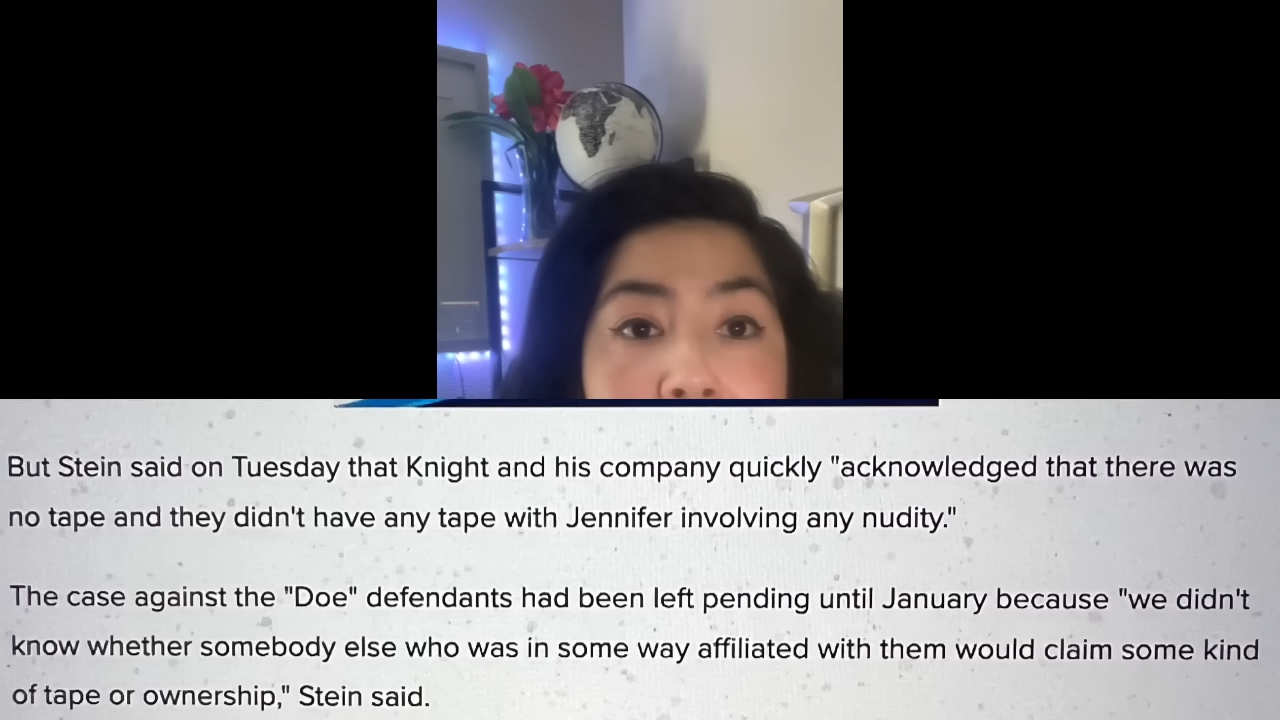 But Stein said on Tuesday that Knight and his company quickly "acknowledged that there was
no tape and they didn't have any tape with Jennifer involving any nudity."
The case against the "Doe" defendants had been left pending until January because "we didn't
know whether somebody else who was in some way affiliated with them would claim some kind
of tape or ownership," Stein said.